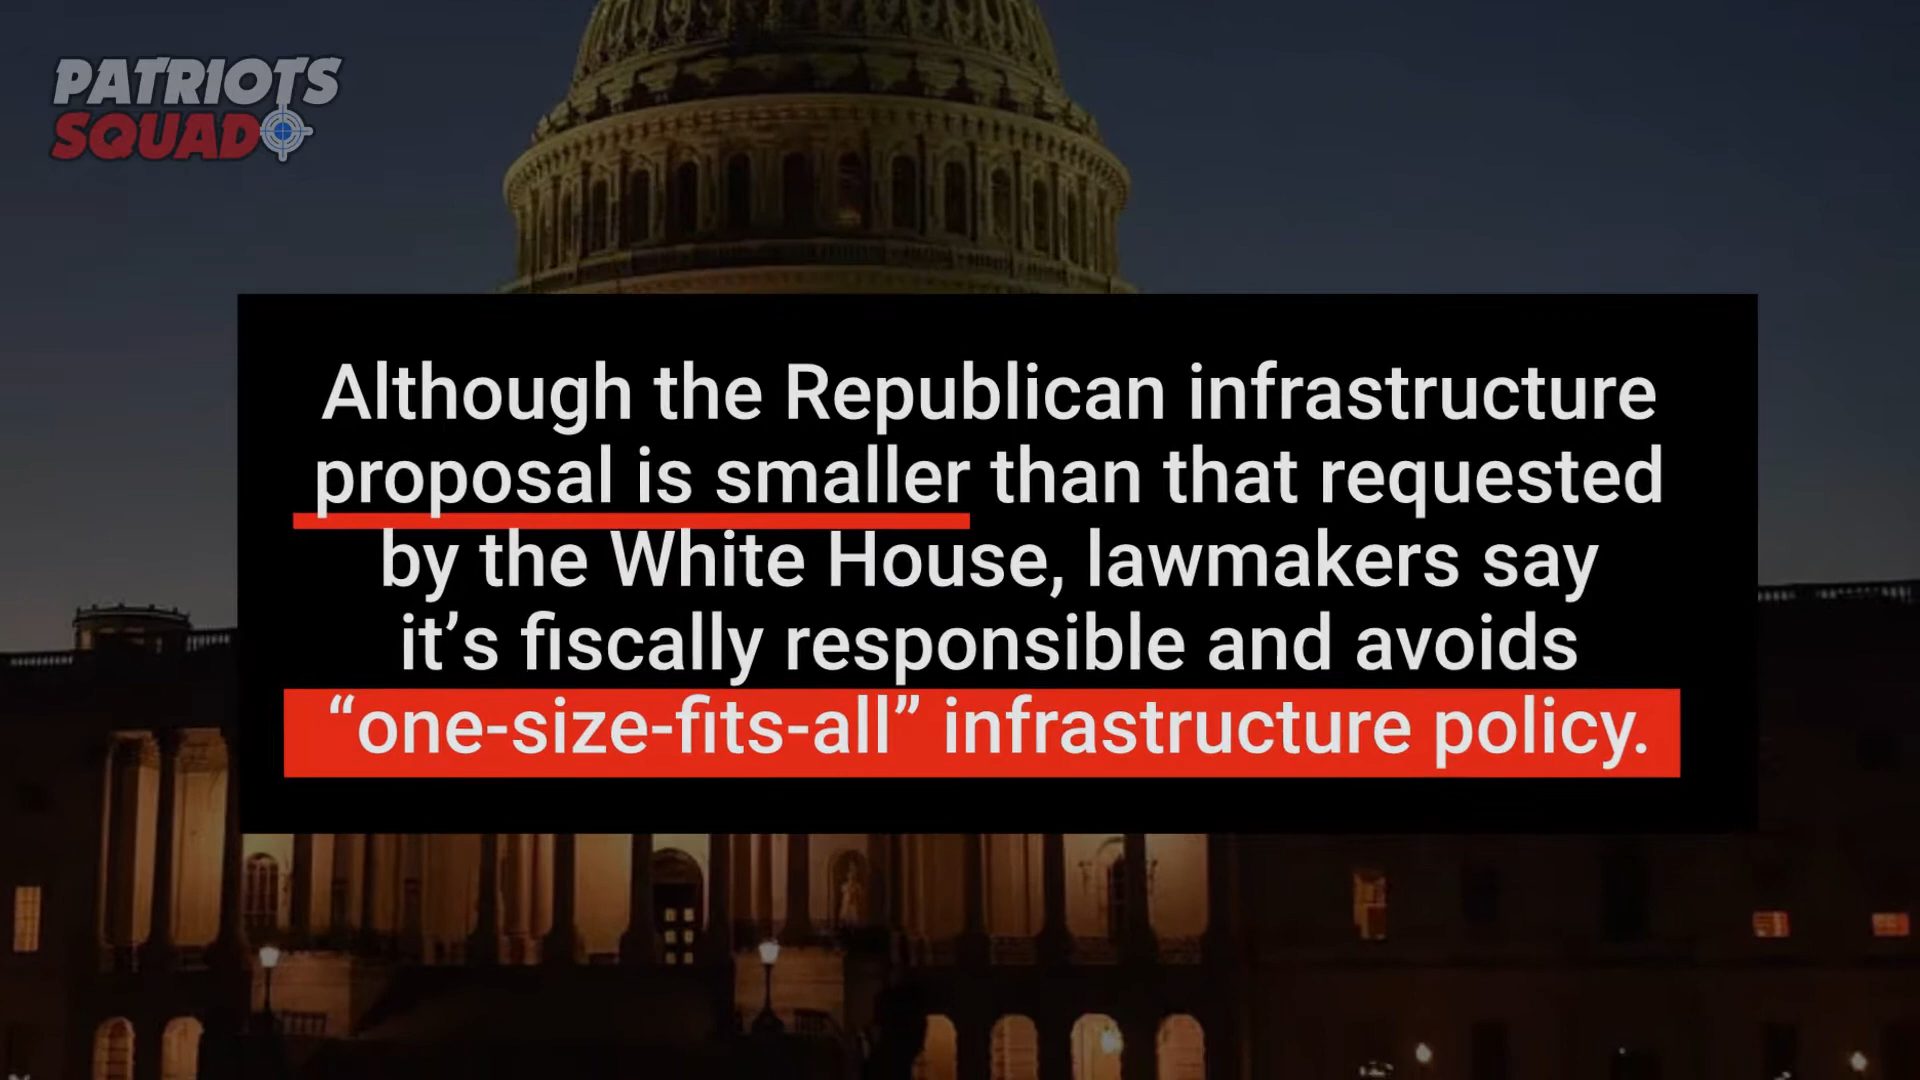 PATRIOTS
SQUAD
Although the Republican infrastructure
proposal is smaller than that requested
by the White House, lawmakers say
it’s fiscally responsible and avoids
“one-size-fits-all” infrastructure policy.